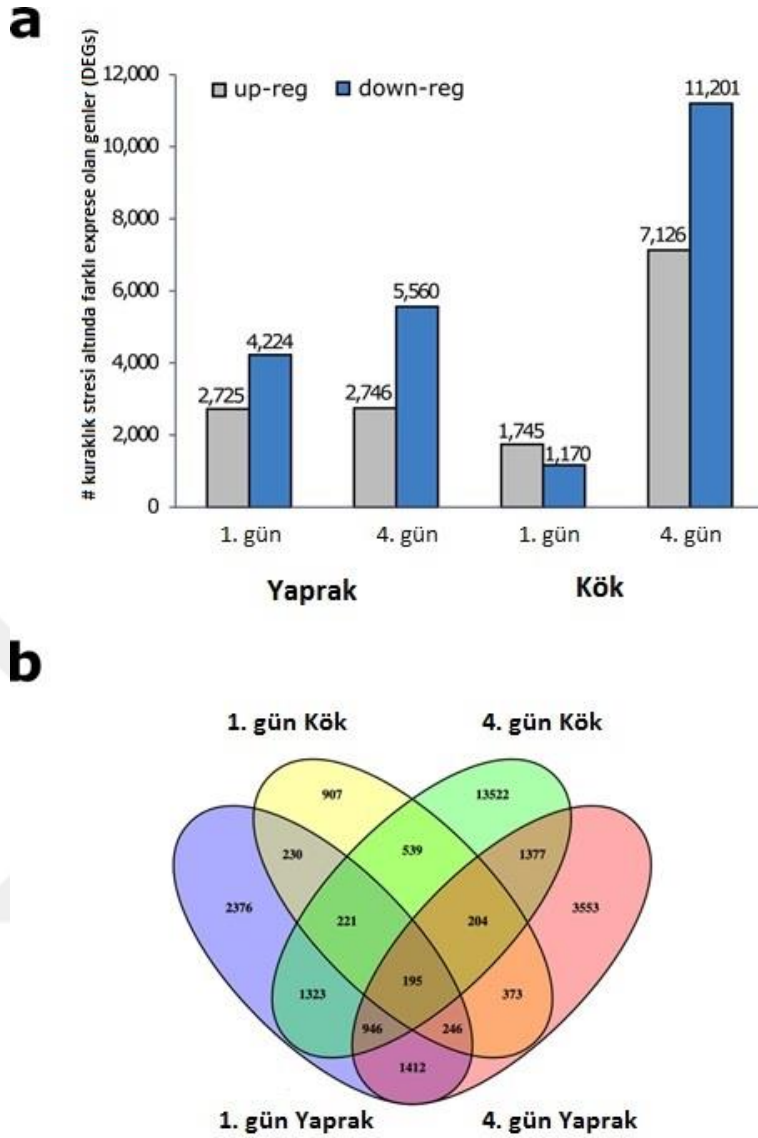 a
# kuraklık stresi altında farklı exprese olan genler (DEGs)
12,000
10,000
8,000
6,000
4,000
2,000
0
up-reg down-reg
2,725
4,224
2,746
5,560
1,745
1,170
7,126
11,201
1. gün 4. gün 1. gün 4. gün
Yaprak Kök
b
1. gün Kök 4. gün Kök
907 13522
230 539 1377
2376 221 204 3553
195
1323 373
946 246
1412
1. gün Yaprak 4. gün Yaprak